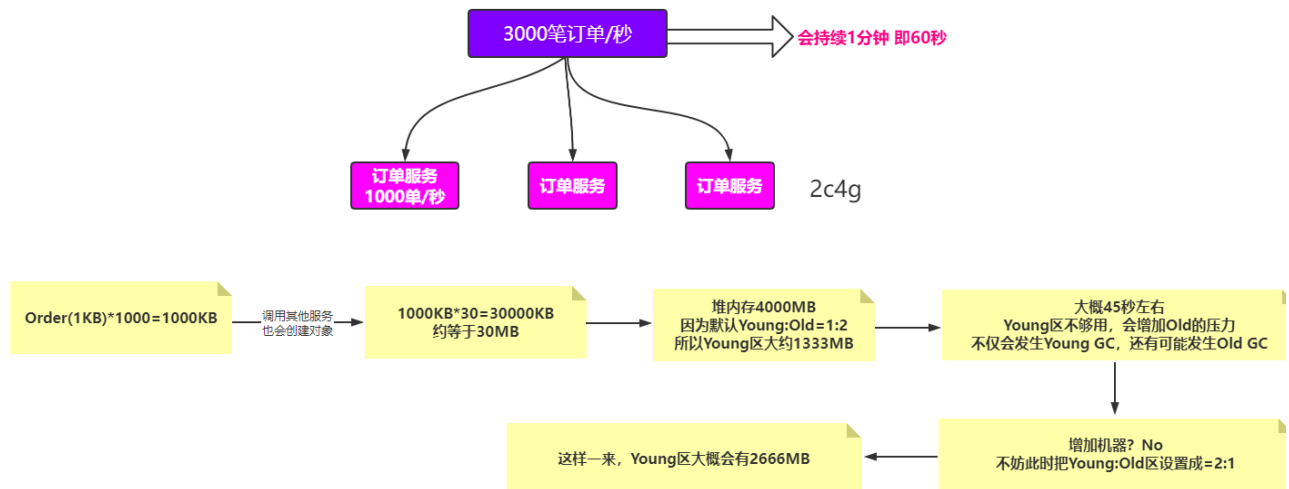 3000笔订单/秒
会持续1分钟 即60秒
订单服务
1000单/秒
订单服务
订单服务
2c4g
Order(1KB)*1000=1000KB
调用其他服务
也会创建对象
1000KB*30=30000KB
约等于30MB
堆内存4000MB
因为默认Young:Old=1:2
所以Young区大约1333MB
大概45秒左右
Young区不够用，会增加Old的压力
不仅会发生Young GC，还有可能发生Old GC
增加机器？No
不妨此时把Young:Old区设置成=2:1
这样一来，Young区大概会有2666MB